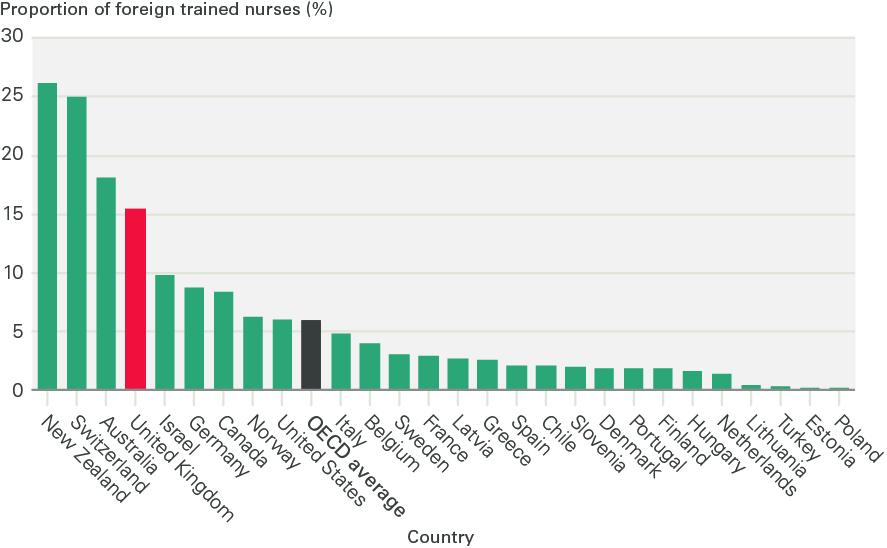 Proportion of foreign trained nurses (%)
30
25
20
15
10
5
0
New Zealand
Switzerland
Australia
United Kingdom
Israel
Germany
Canada
Norway
United States
OECD average
Italy
Belgium
Sweden
France
Latvia
Greece
Spain
Chile
Slovenia
Denmark
Portugal
Finland
Hungary
Netherlands
Lithuania
Turkey
Estonia
Poland
Country